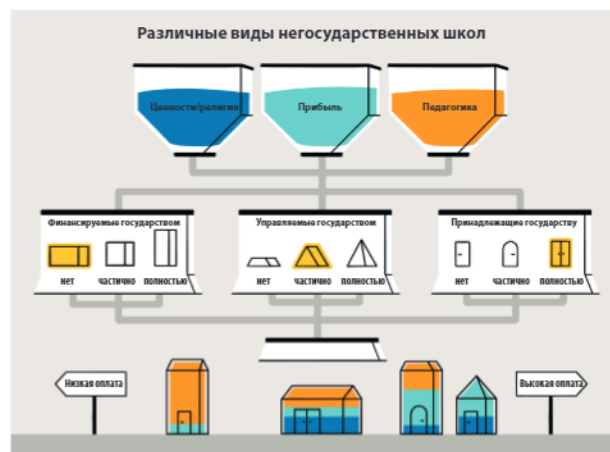 Различные виды негосударственных школ
Ценности/религия
Прибыль
Педагогика
Финансируемые государством
Управляемые государством
Принадлежащие государству
нет
частично
полностью
нет
частично
полностью
нет
частично
полностью
Низкая оплата
Высокая оплата